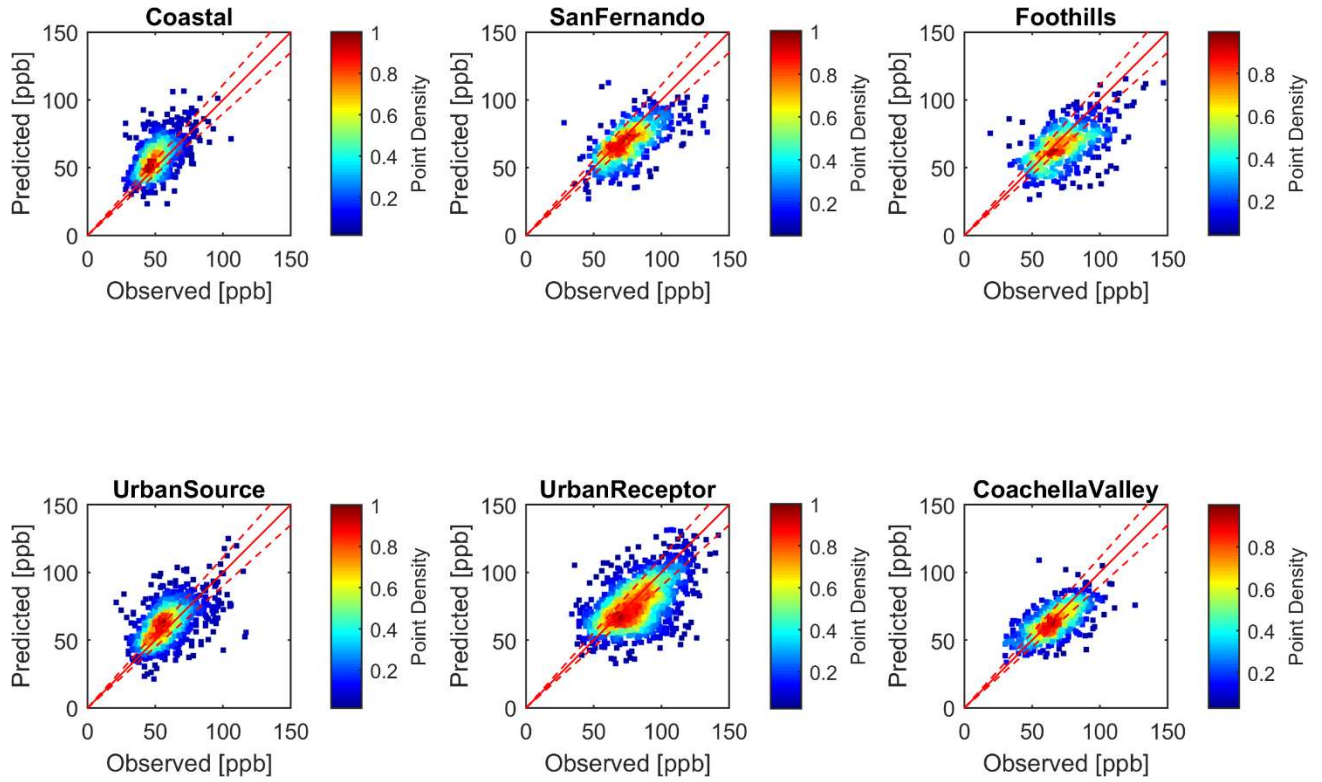 Coastal
150
100
50
0
Predicted [ppb]
0 50 100 150
Observed [ppb]
1
0.8
0.6
0.4
0.2
Point Density
SanFernando
150
100
50
0
Predicted [ppb]
0 50 100 150
Observed [ppb]
1
0.8
0.6
0.4
0.2
Point Density
Foothills
150
100
50
0
Predicted [ppb]
0 50 100 150
Observed [ppb]
0.8
0.6
0.4
0.2
Point Density
UrbanSource
150
100
50
0
Predicted [ppb]
0 50 100 150
Observed [ppb]
1
0.8
0.6
0.4
0.2
Point Density
UrbanReceptor
150
100
50
0
Predicted [ppb]
0 50 100 150
Observed [ppb]
1
0.8
0.6
0.4
0.2
Point Density
CoachellaValley
150
100
50
0
Predicted [ppb]
0 50 100 150
Observed [ppb]
0.8
0.6
0.4
0.2
Point Density